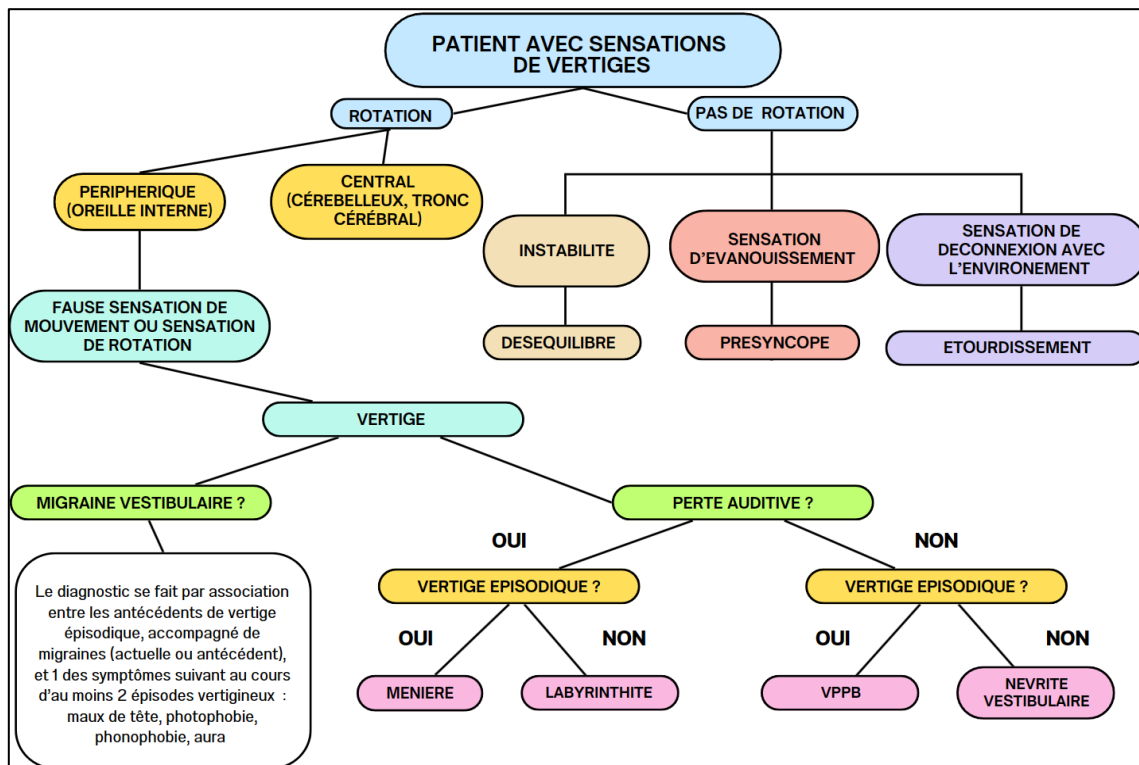 PATIENT AVEC SENSATIONS
DE VERTIGES
ROTATION
PAS DE ROTATION
PERIPHERIQUE
(OREILLE INTERNE)
CENTRAL
(CÉREBELLEUX, TRONC
CÉRÉBRAL)
INSTABILITE
SENSATION
D'EVANOUISSEMENT
SENSATION DE
DECONNEXION AVEC
L'ENVIRONEMENT
FAUSE SENSATION DE
MOUVEMENT OU SENSATION
DE ROTATION
DESEQUILIBRE
PRESYNCOPE
ETOURDISSEMENT
VERTIGE
MIGRAINE VESTIBULAIRE ?
PERTE AUDITIVE ?
OUI
NON
Le diagnostic se fait par association
entre les antécédents de vertige
épisodique, accompagné de
migraines (actuelle ou antécédent),
et 1 des symptômes suivant au cours
d'au moins 2 épisodes vertigineux :
maux de tête, photophobie,
phonophobie, aura
VERTIGE EPISODIQUE ?
VERTIGE EPISODIQUE ?
OUI
NON
OUI
NON
MENIERE
LABYRINTHITE
VPPB
NEVRITE
VESTIBULAIRE